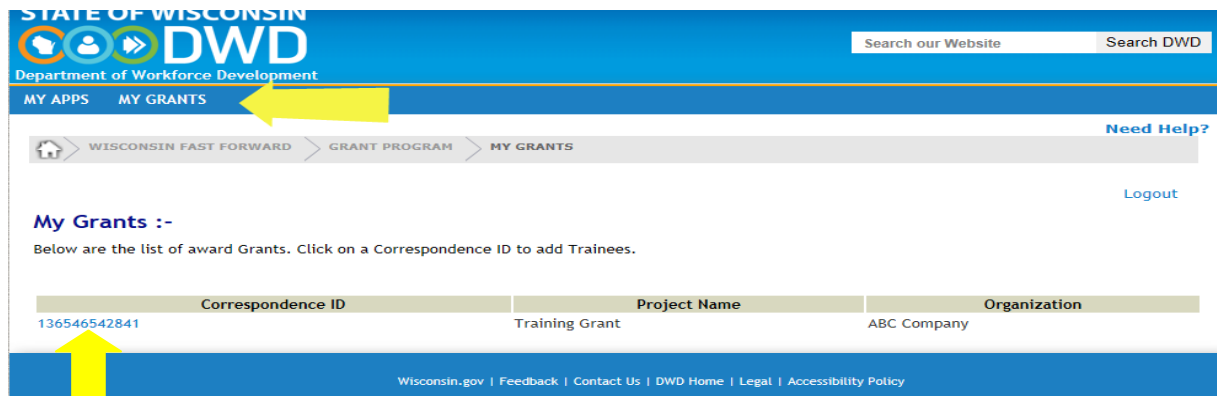 STATE OF WISCONSIN
DWD
Department of Workforce Development
Search our Website
Search DWD
MY APPS MY GRANTS
Need Help?
WISCONSIN FAST FORWARD GRANT PROGRAM MY GRANTS
Logout
My Grants :-
Below are the list of award Grants. Click on a Correspondence ID to add Trainees.
Correspondence ID Project Name Organization
136546542841 Training Grant ABC Company
Wisconsin.gov | Feedback | Contact Us | DWD Home | Legal | Accessibility Policy